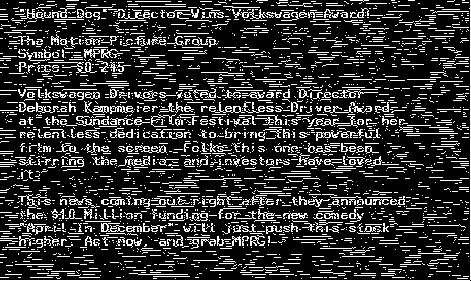 "Hound Dog" Director Wins Volkswagen Award!
The Motion Picture Group
Symbol: MPRG
Price: $0.245
Volkswagen Drivers voted to award Director
Deborah Kampmeier the relentless Driver Award
at the Sundance Film Festival this year for her
relentless dedication to bring this powerful
film to the screen. Folks this one has been
stirring the media, and investors have loved
it.
This news coming out right after they announced
the $10 Million funding for the new comedy
"April in December" will just push this stock
higher. Act now, and grab MPRG!